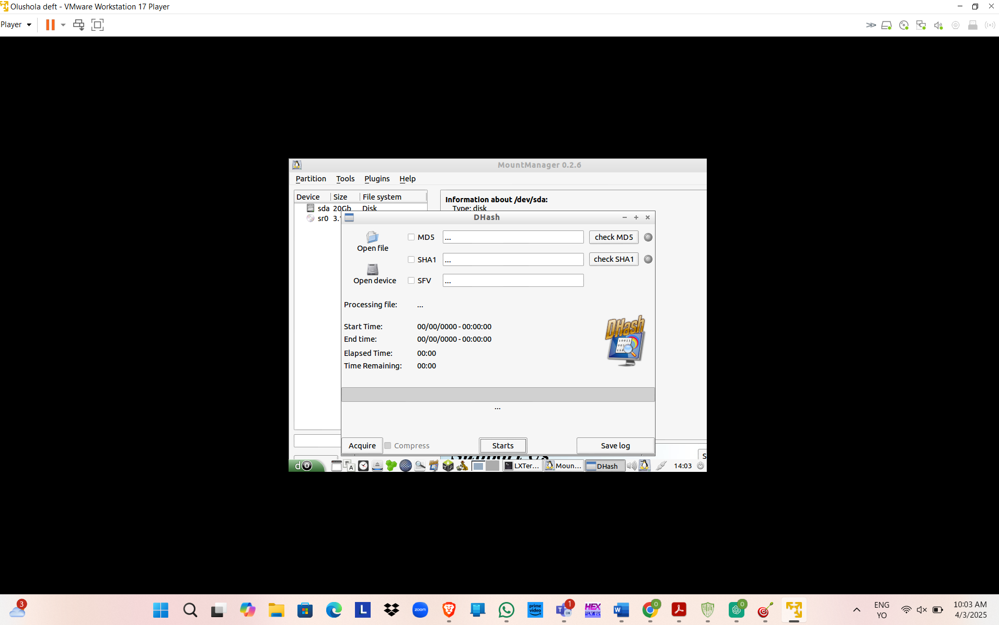 Olushola deft - VMware Workstation 17 Player
Player
MountManager 0.2.6
Partition Tools Plugins Help
Device Size File system
sda 20Gb Disk
sr0 3.
Information about /dev/sda:
Type: disk
DHash
Open file
MD5 ... check MD5
SHA1 ... check SHA1
Open device
SFV ...
Processing file: ...
Start Time: 00/00/0000 - 00:00:00
End time: 00/00/0000 - 00:00:00
Elapsed Time: 00:00
Time Remaining: 00:00
DHash
...
Acquire Compress Starts Save log
S
Support Us
d8 A LXTer... Moun... DHash 14:03
3
L
zoom
prime video
1
HEX
W
0
0
ENG
YO
10:03 AM
4/3/2025